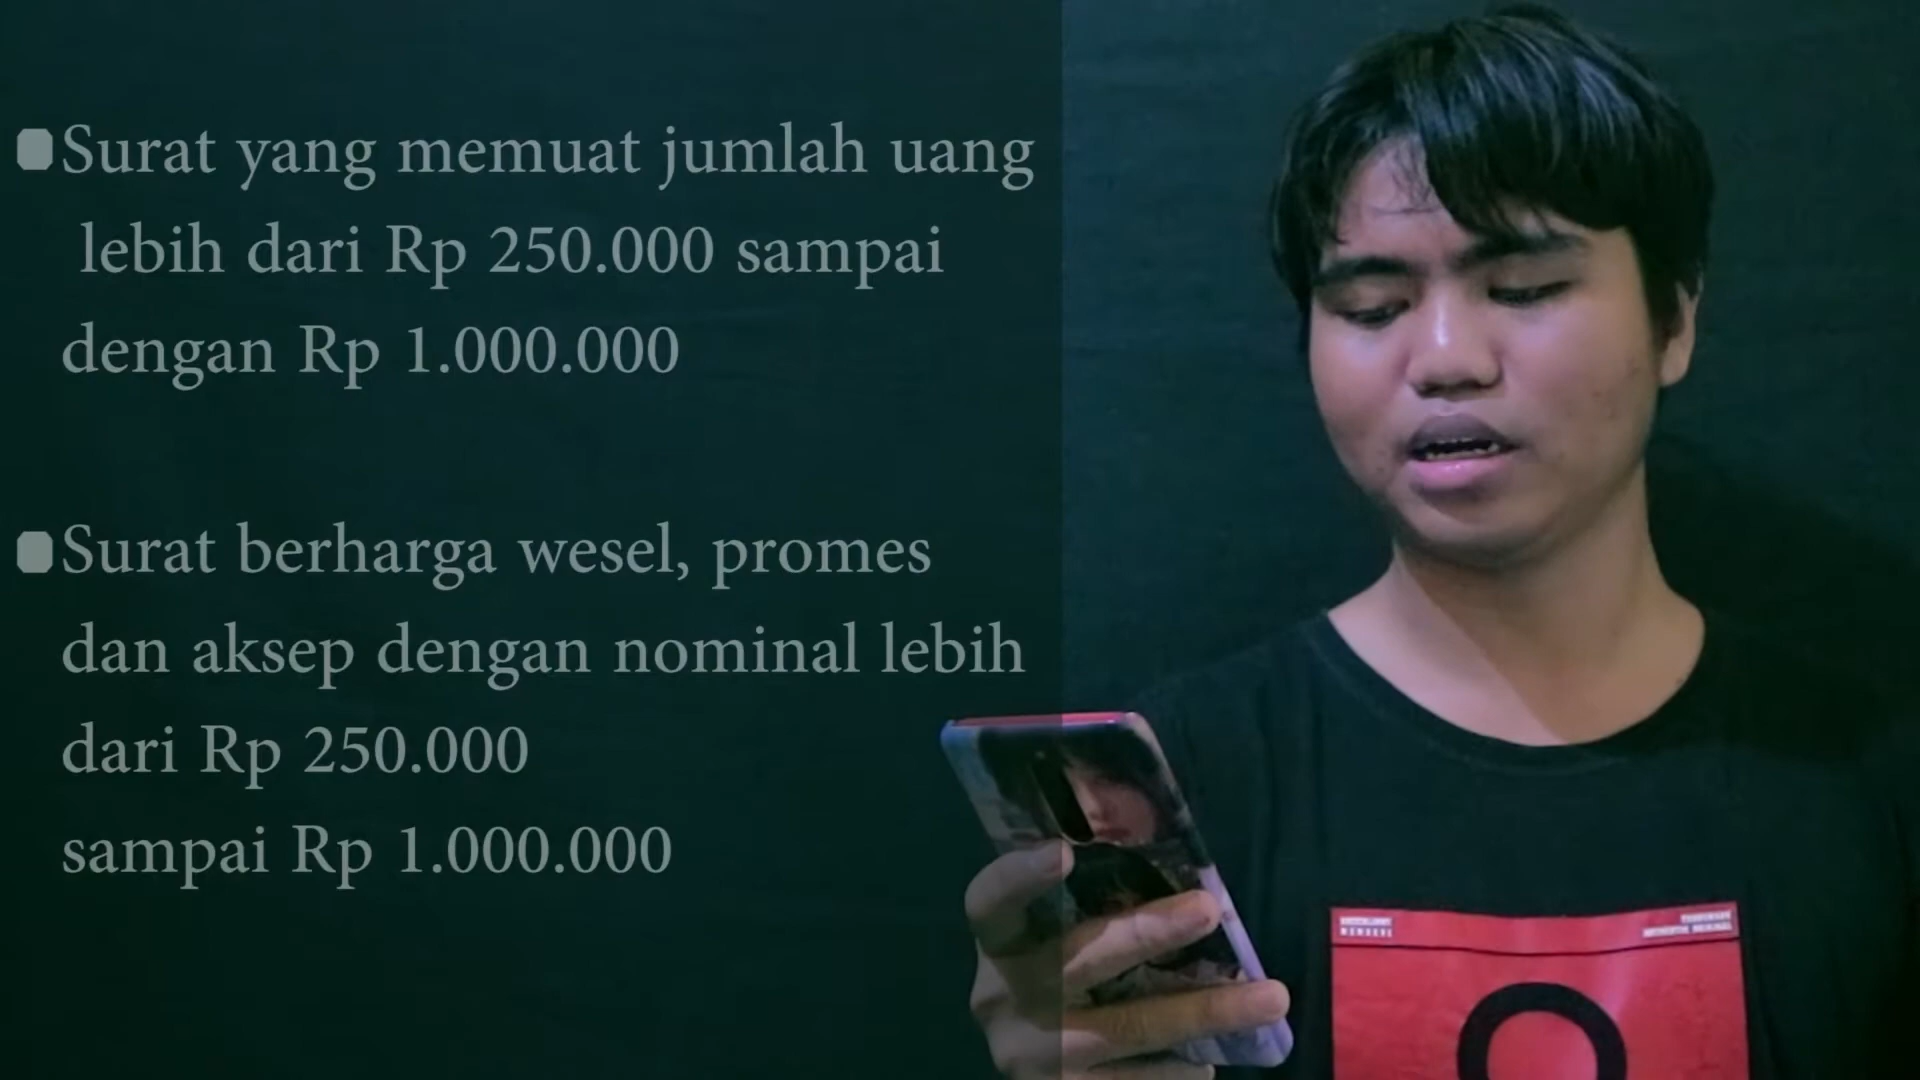 Surat yang memuat jumlah uang
lebih dari Rp 250.000 sampai
dengan Rp 1.000.000
Surat berharga wesel, promes
dan aksep dengan nominal lebih
dari Rp 250.000
sampai Rp 1.000.000